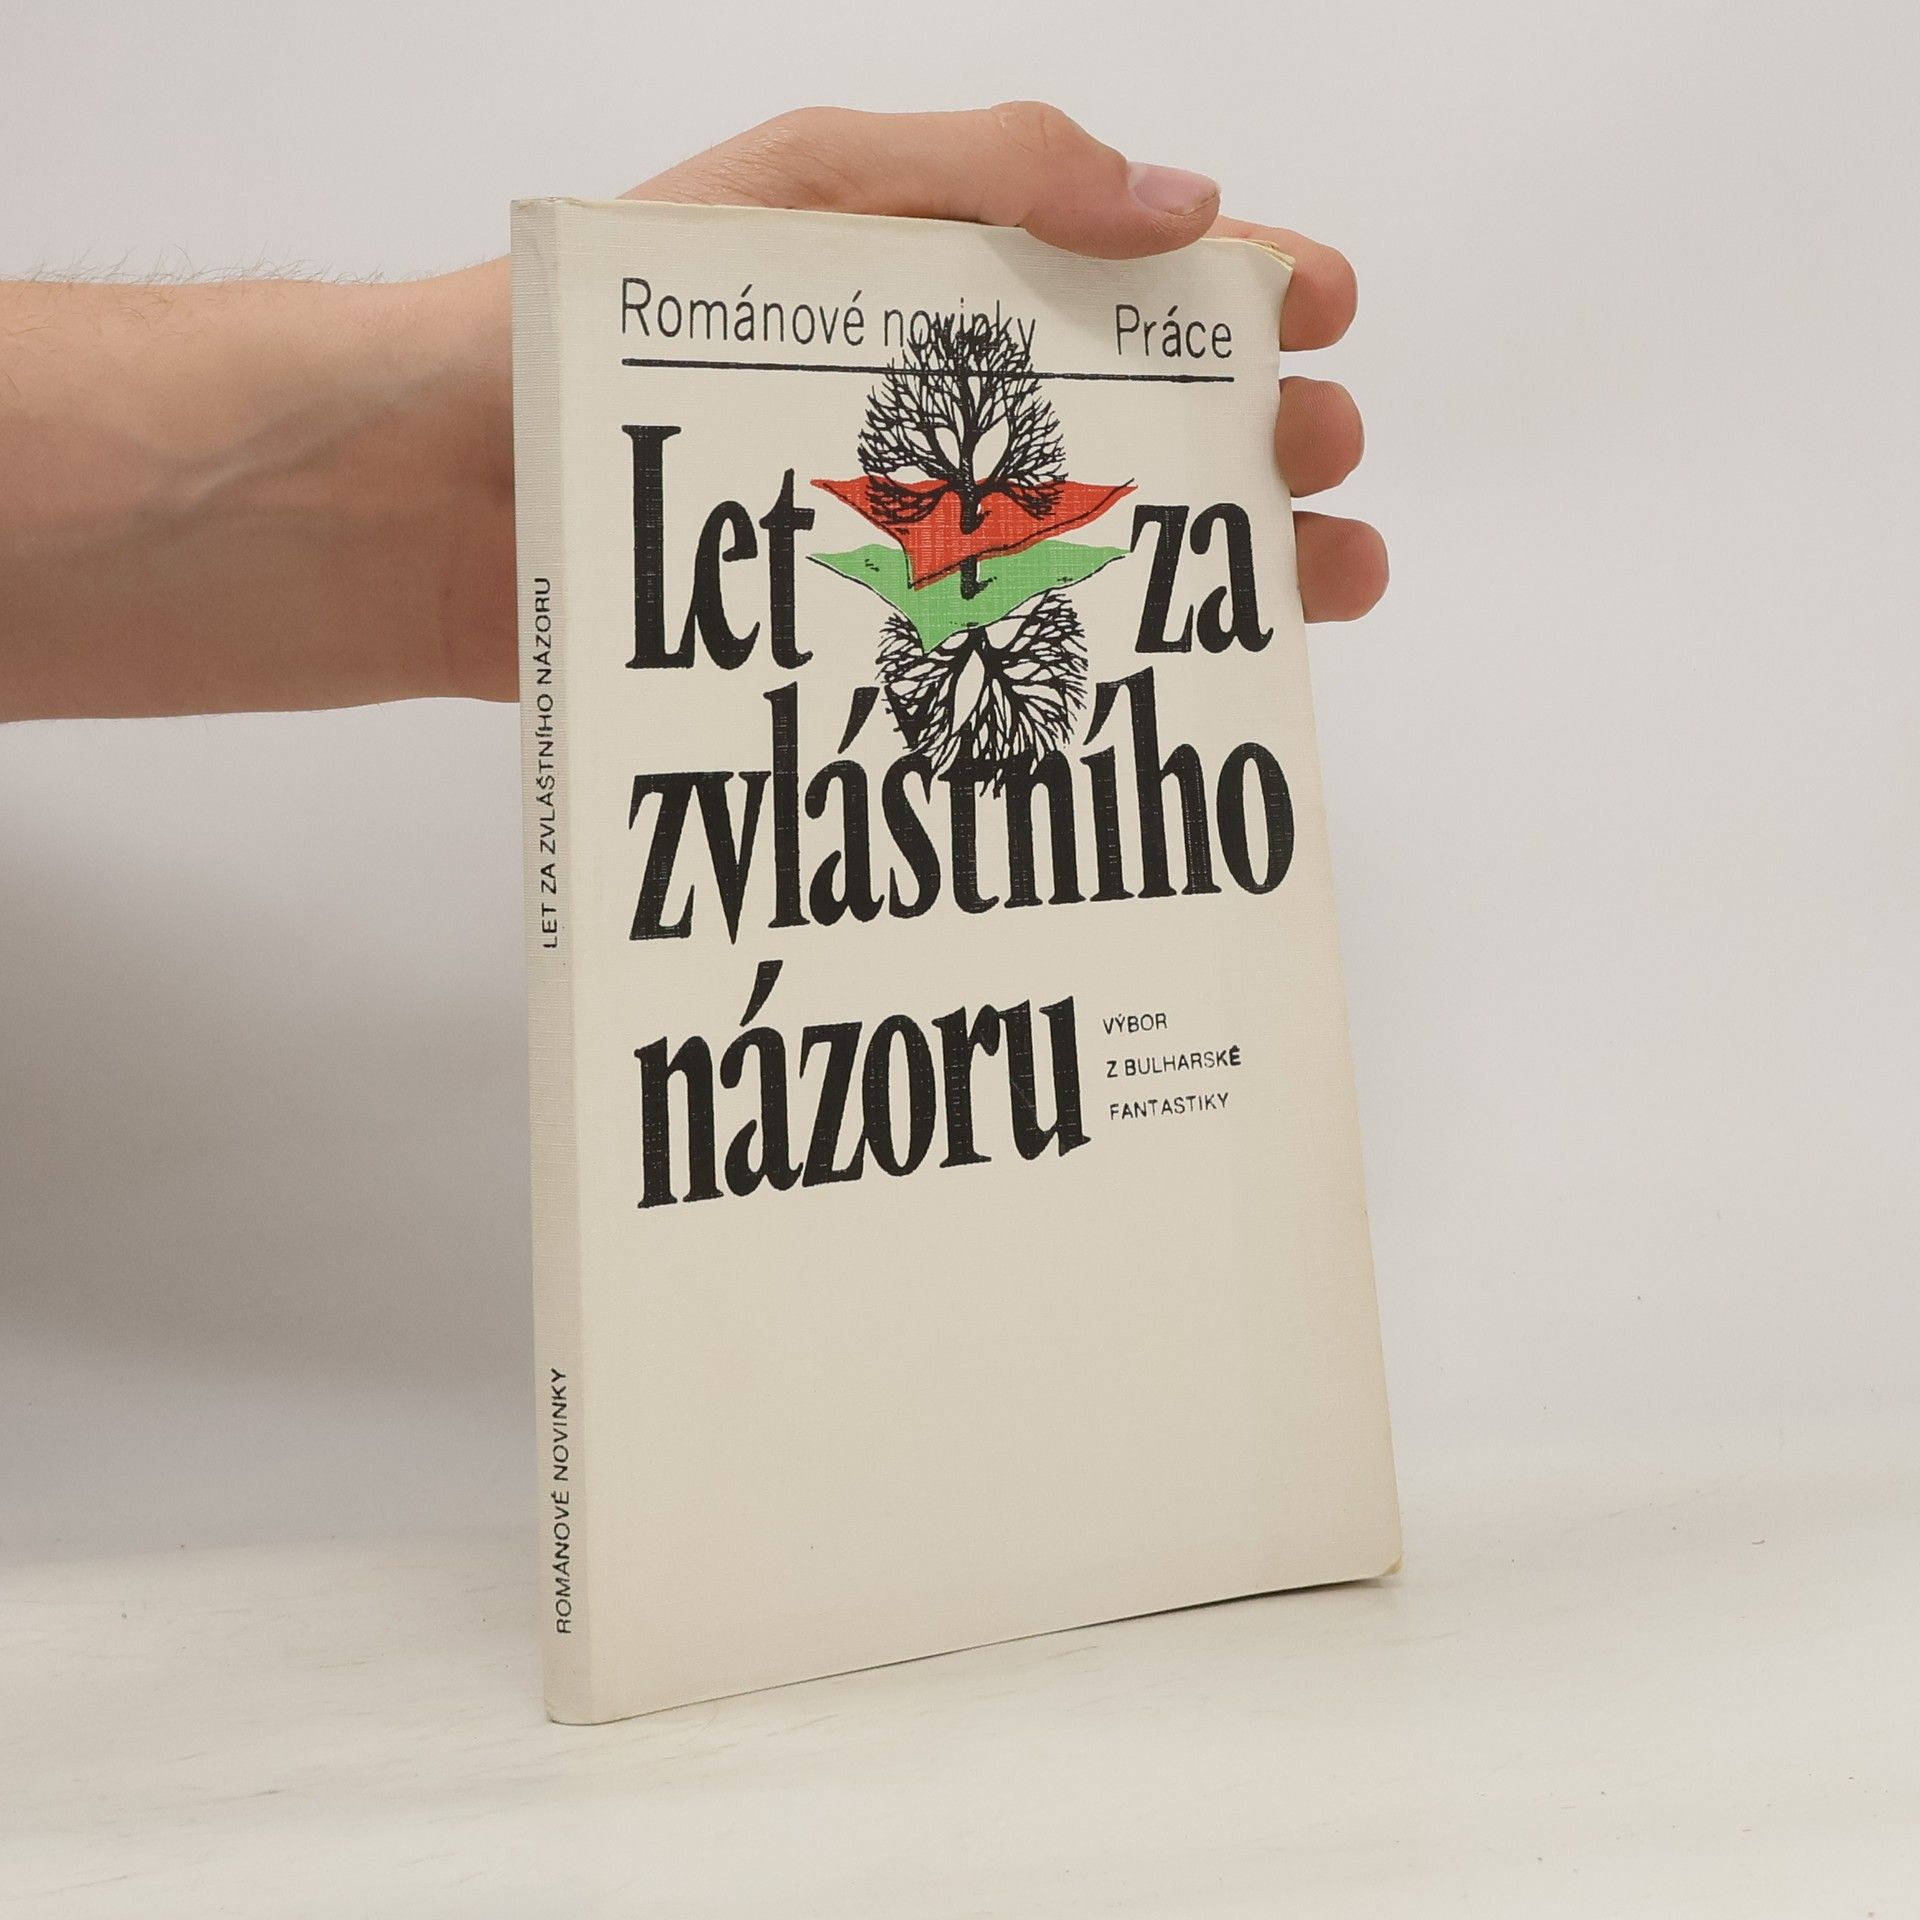 Románové novinky Práce
Let za
zvláštního
názoru
VÝBOR
Z BULHARSKÉ
FANTASTIKY
LET ZA ZVLÁŠTNÍHO NÁZORU
ROMÁNOVÉ NOVINKY